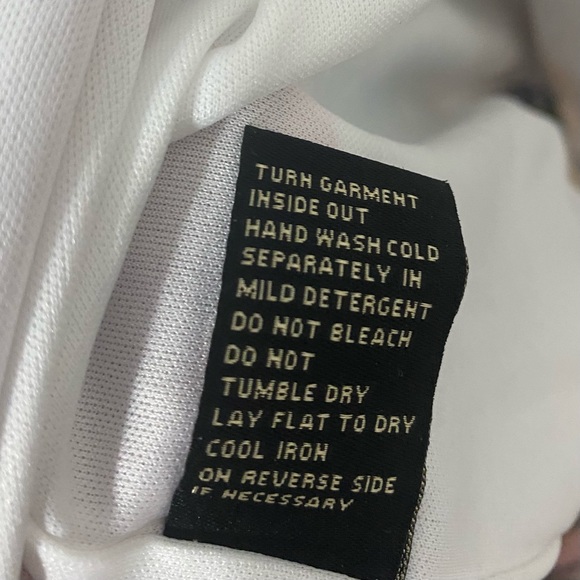 TURN GARMENT
INSIDE OUT
HAND WASH COLD
SEPARATELY IN
MILD DETERGENT
DO NOT BLEACH
DO NOT
TUMBLE DRY
LAY FLAT TO DRY
COOL IRON
ON REVERSE SIDE
IF NECESSARY